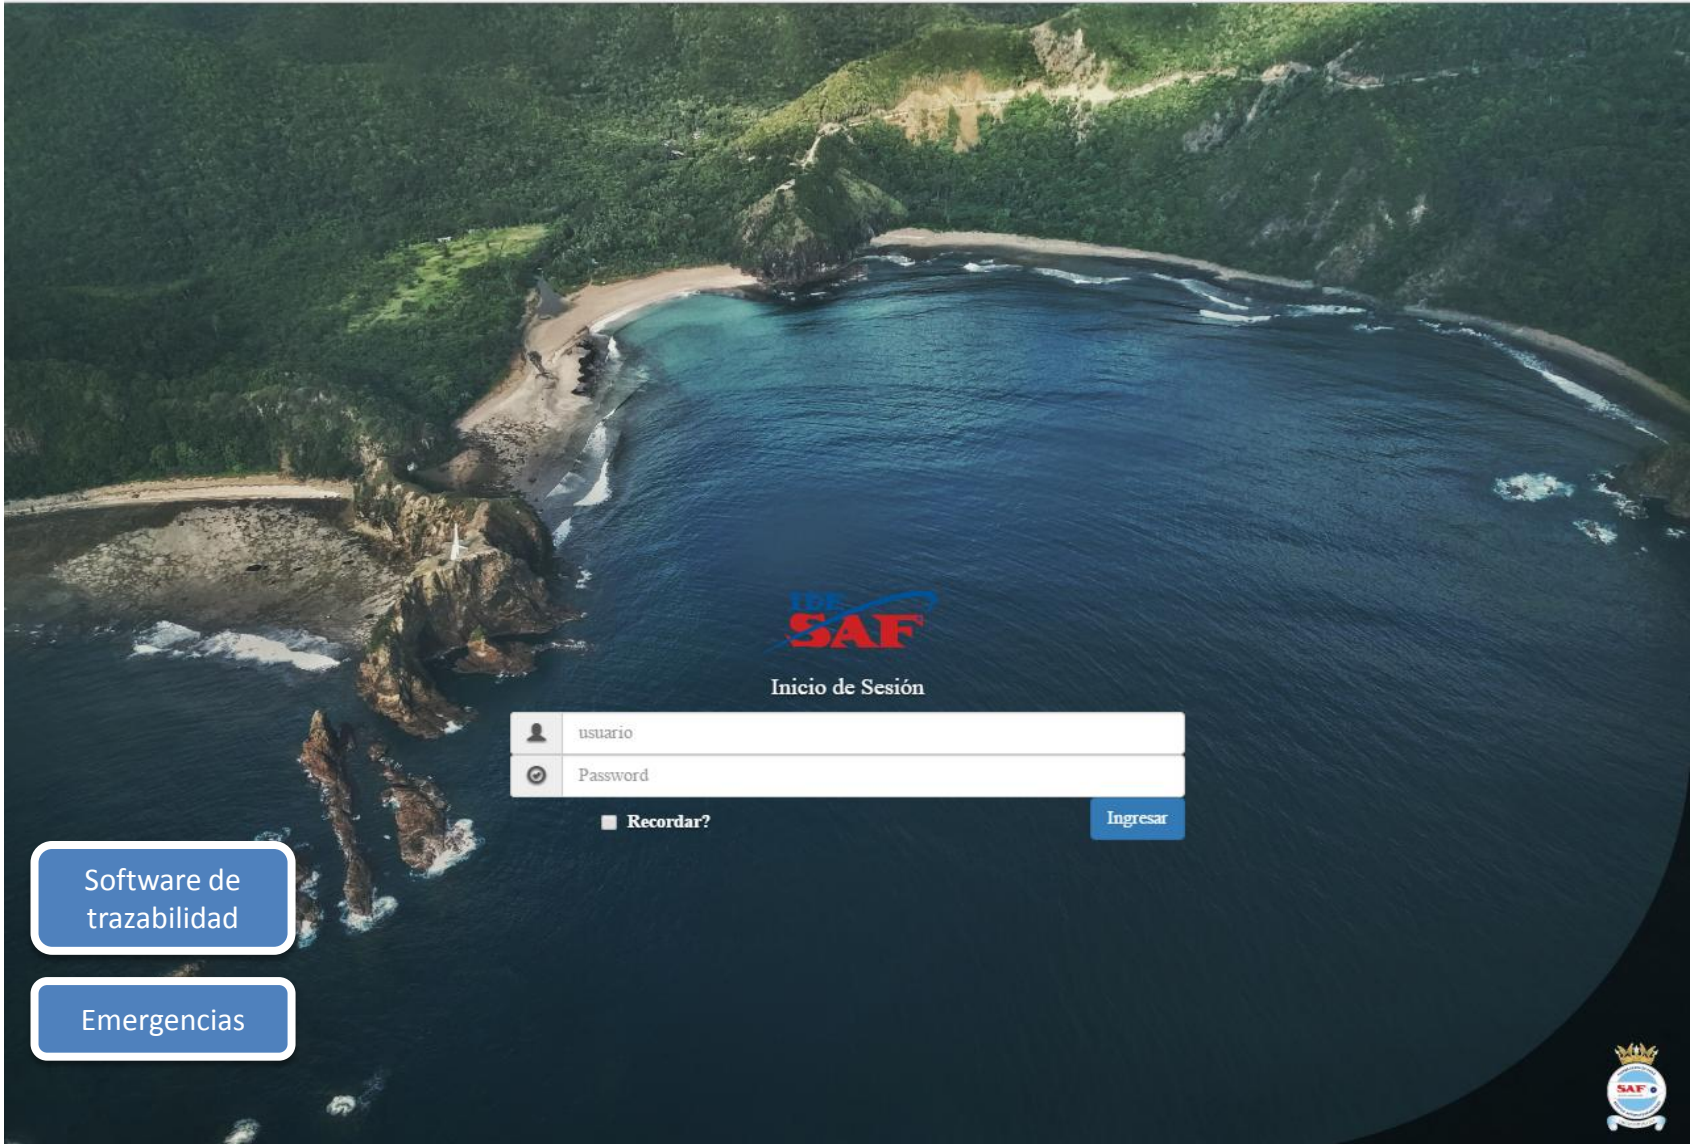 IDE
SAF
Inicio de Sesión
usuario
Password
Recordar?
Ingresar
Software de
trazabilidad
Emergencias
SAF